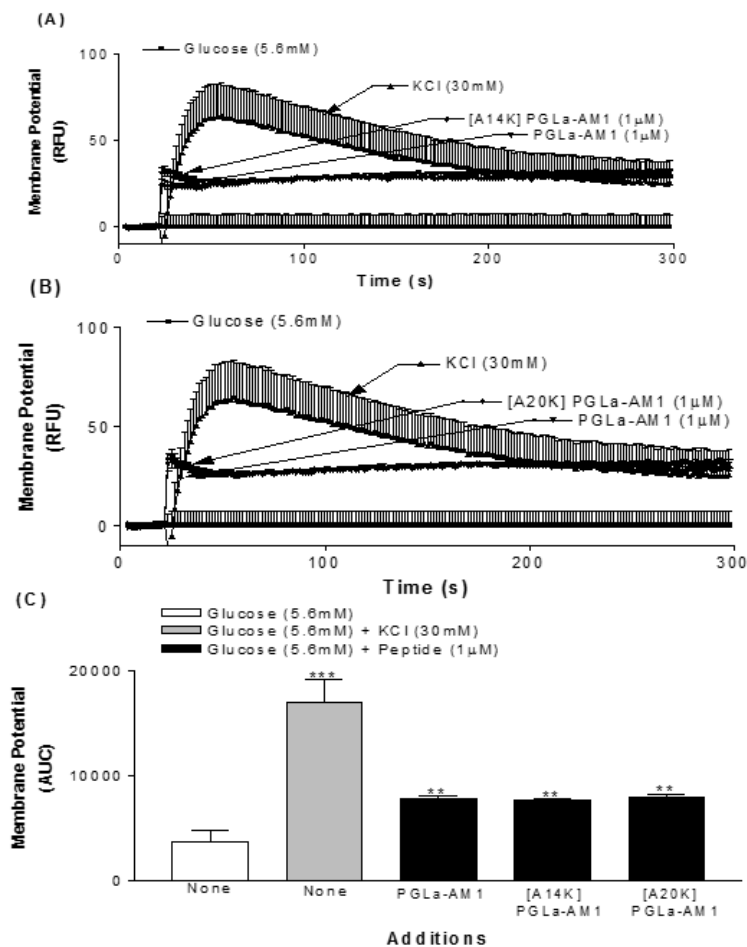 (A)
Glucose (5.6mM)
100
KCl (30mM)
[A14K] PGLa-AM1 (1µM)
PGLa-AM1 (1µM)
50
0
Membrane Potential
(RFU)
0
100
200
300
Time (s)
(B)
Glucose (5.6mM)
100
KCl (30mM)
[A20K] PGLa-AM1 (1µM)
PGLa-AM1 (1µM)
50
0
Membrane Potential
(RFU)
0
100
200
300
Time (s)
(C)
Glucose (5.6mM)
Glucose (5.6mM) + KCl (30mM)
Glucose (5.6mM) + Peptide (1µM)
20000
10000
0
Membrane Potential
(AUC)
***
**
**
**
None
None
PGLa-AM1
[A14K]
PGLa-AM1
[A20K]
PGLa-AM1
Additions